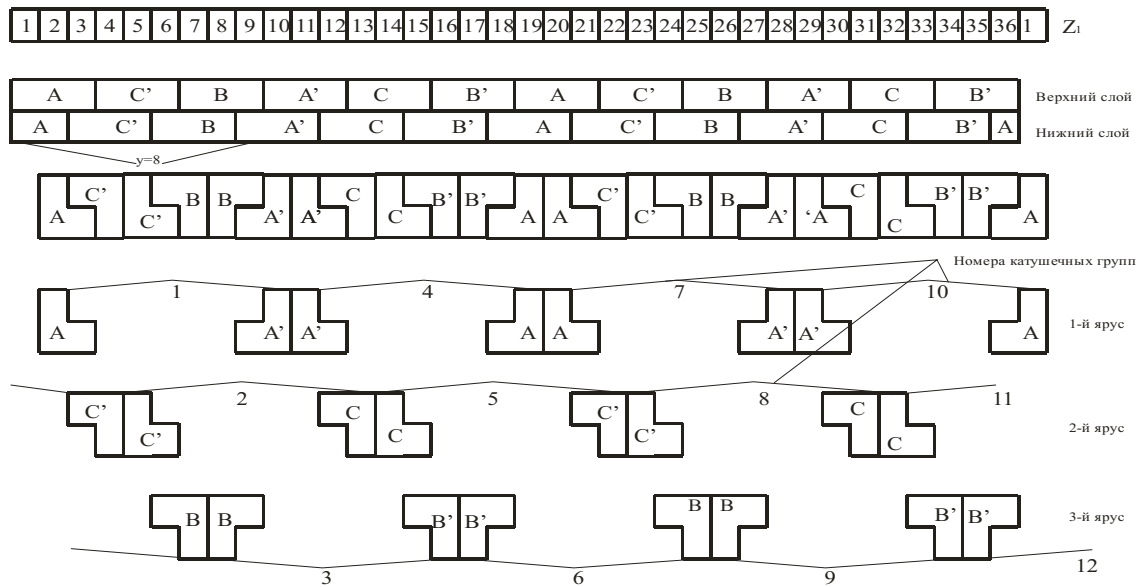 1 2 3 4 5 6 7 8 9 10 11 12 13 14 15 16 17 18 19 20 21 22 23 24 25 26 27 28 29 30 31 32 33 34 35 36 1 Z1
A C’ B A’ C B’ A C’ B A’ C B’ Верхний слой
A C’ B A’ C B’ A C’ B A’ C B’ A Нижний слой
y=8
A C’ C’ B B A’ A’ C C B’ B’ A A C’ C’ B B A’ ‘A C C B’ B’ A
Номера катушечных групп
1 4 7 10
A A’ A’ A A A’ A’ A 1-й ярус
2 5 8 11
C’ C’ C C C’ C’ C C 2-й ярус
B B B’ B’ B B B’ B’ 3-й ярус
3 6 9 12